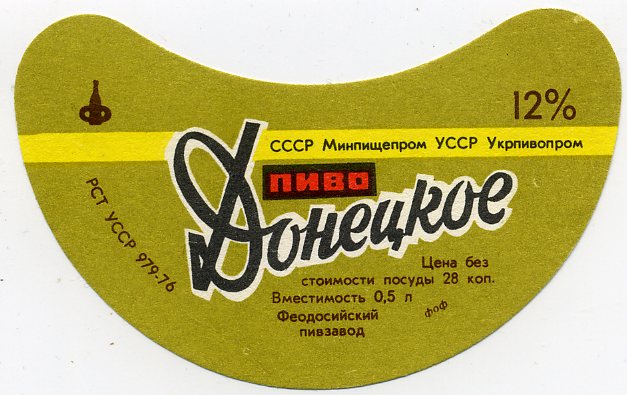 12%
СССР Минпищепром УССР Укрпивопром
пиво
Донецкое
РСТ УССР 979-76
Цена без
стоимости посуды 28 коп.
Вместимость 0,5 л
Феодосийский
пивзавод
фоф